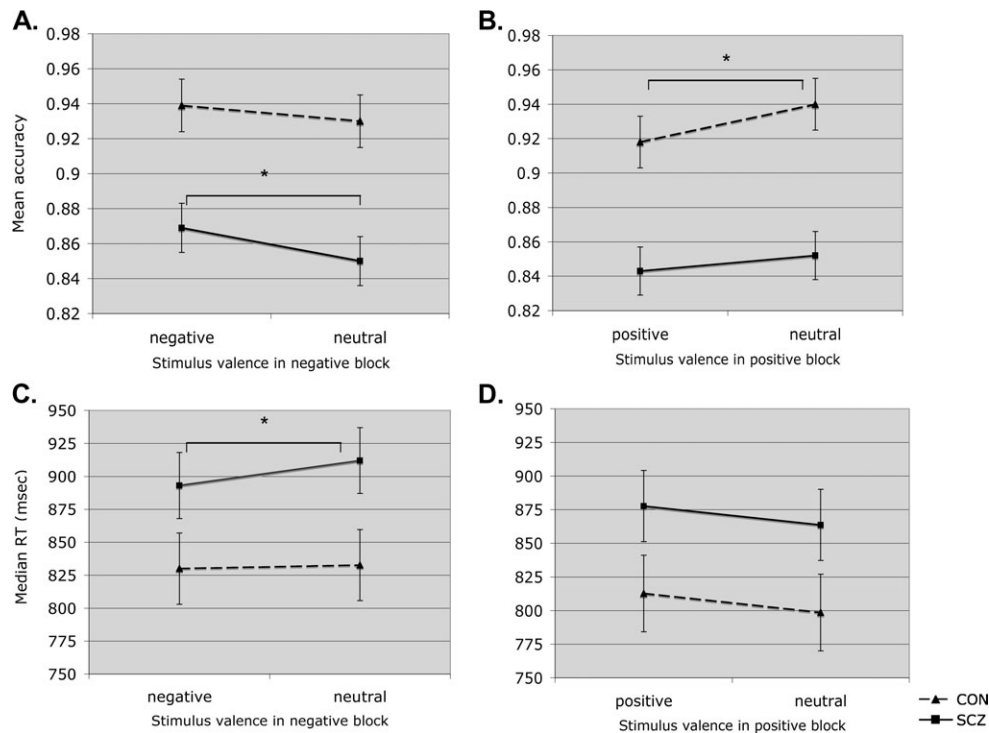 A.
B.
0.98
0.96
0.94
0.92
0.9
0.88
0.86
0.84
0.82
Mean accuracy
*
*
negative
neutral
Stimulus valence in negative block
0.98
0.96
0.94
0.92
0.9
0.88
0.86
0.84
0.82
*
positive
neutral
Stimulus valence in positive block
C.
D.
950
925
900
875
850
825
800
775
750
Median RT (msec)
*
negative
neutral
Stimulus valence in negative block
950
925
900
875
850
825
800
775
750
positive
neutral
Stimulus valence in positive block
CON
SCZ